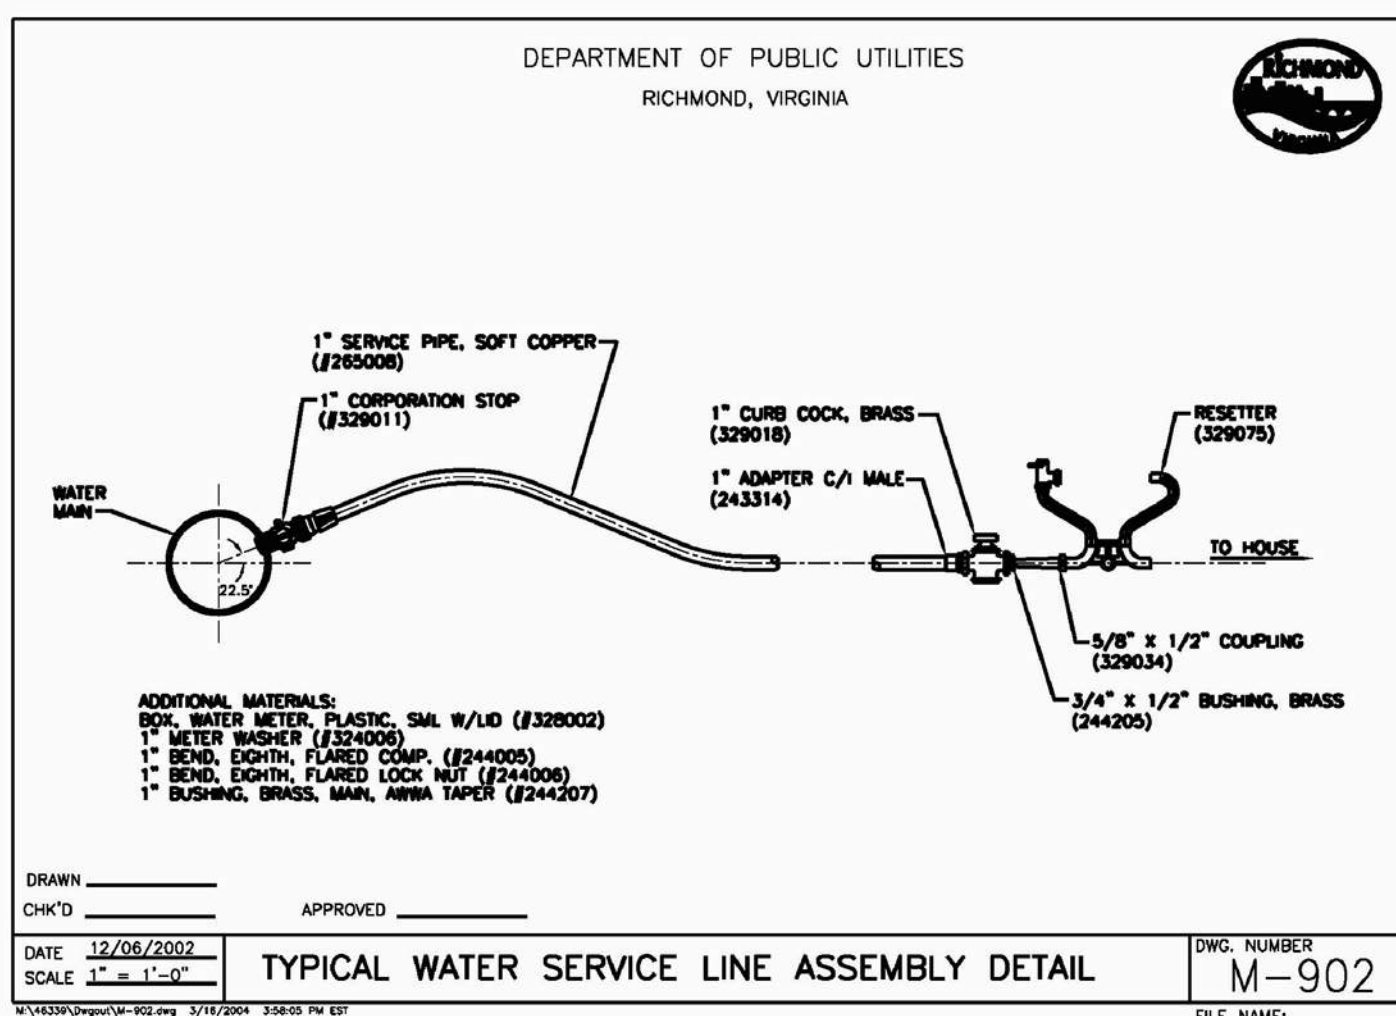 DEPARTMENT OF PUBLIC UTILITIES
RICHMOND, VIRGINIA
RICHMOND
VIRGINIA
1" SERVICE PIPE, SOFT COPPER
(#265008)
1" CORPORATION STOP
(#329011)
WATER
MAIN
22.5°
1" CURB COCK, BRASS
(329018)
1" ADAPTER C/I MALE
(243314)
RESETTER
(329075)
TO HOUSE
5/8" X 1/2" COUPLING
(329034)
3/4" X 1/2" BUSHING, BRASS
(244205)
ADDITIONAL MATERIALS:
BOX, WATER METER, PLASTIC, SML W/LID (#328002)
1" METER WASHER (#324006)
1" BEND, EIGHTH, FLARED COMP. (#244005)
1" BEND, EIGHTH, FLARED LOCK NUT (#244006)
1" BUSHING, BRASS, MAIN, AWWA TAPER (#244207)
DRAWN
CHK'D
APPROVED
DATE 12/06/2002
SCALE 1" = 1'-0"
TYPICAL WATER SERVICE LINE ASSEMBLY DETAIL
DWG. NUMBER
M-902
M:\46339\Dwgout\M-902.dwg 3/16/2004 3:58:05 PM EST
FILE NAME: